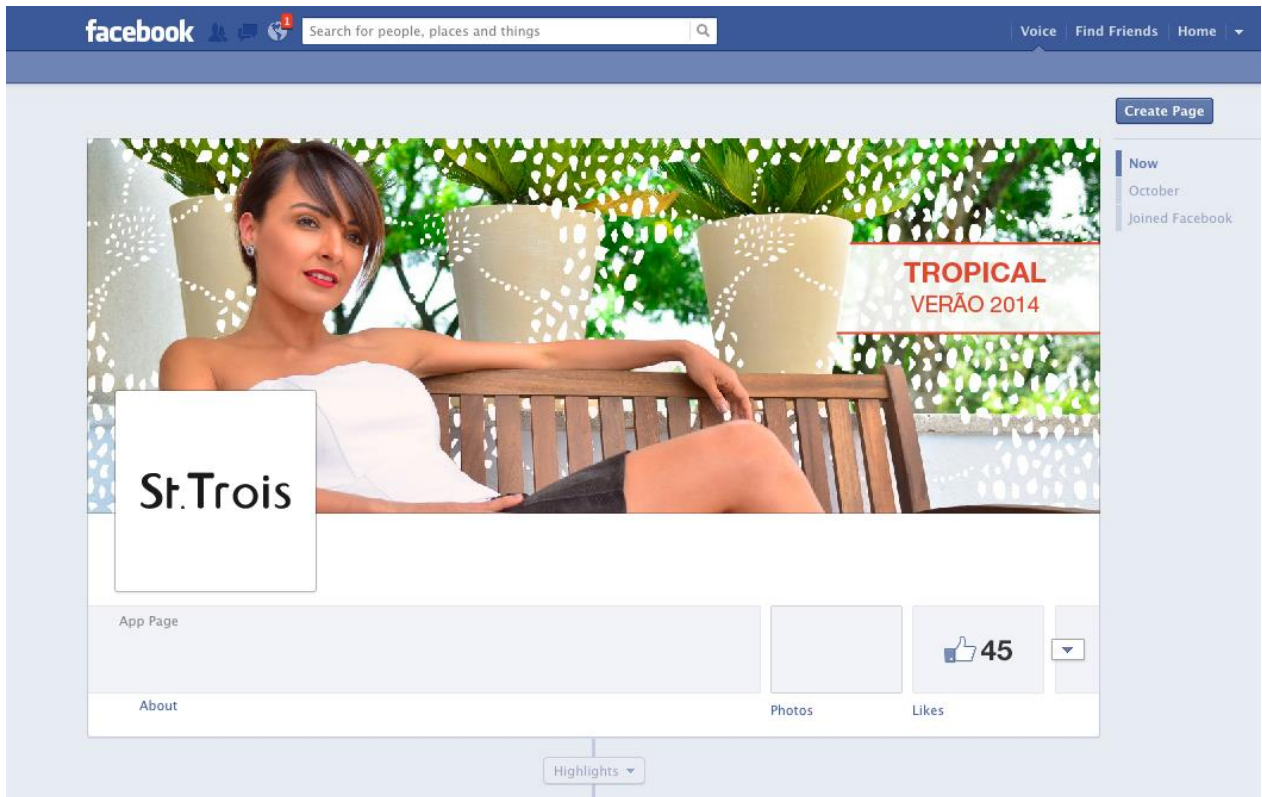 facebook
1
Search for people, places and things
Voice
Find Friends
Home
Create Page
Now
October
Joined Facebook
TROPICAL
VERÃO 2014
St.Trois
App Page
45
About
Photos
Likes
Highlights